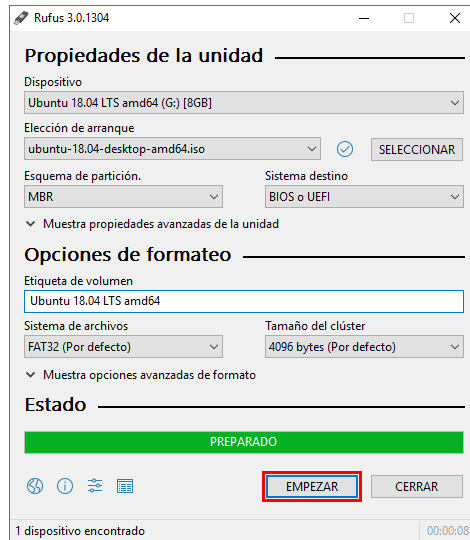 Rufus 3.0.1304
Propiedades de la unidad
Dispositivo
Ubuntu 18.04 LTS amd64 (G:) [8GB]
Elección de arranque
ubuntu-18.04-desktop-amd64.iso
SELECCIONAR
Esquema de partición.
Sistema destino
MBR
BIOS o UEFI
Muestra propiedades avanzadas de la unidad
Opciones de formateo
Etiqueta de volumen
Ubuntu 18.04 LTS amd64
Sistema de archivos
Tamaño del clúster
FAT32 (Por defecto)
4096 bytes (Por defecto)
Muestra opciones avanzadas de formato
Estado
PREPARADO
EMPEZAR
CERRAR
1 dispositivo encontrado
00:00:08